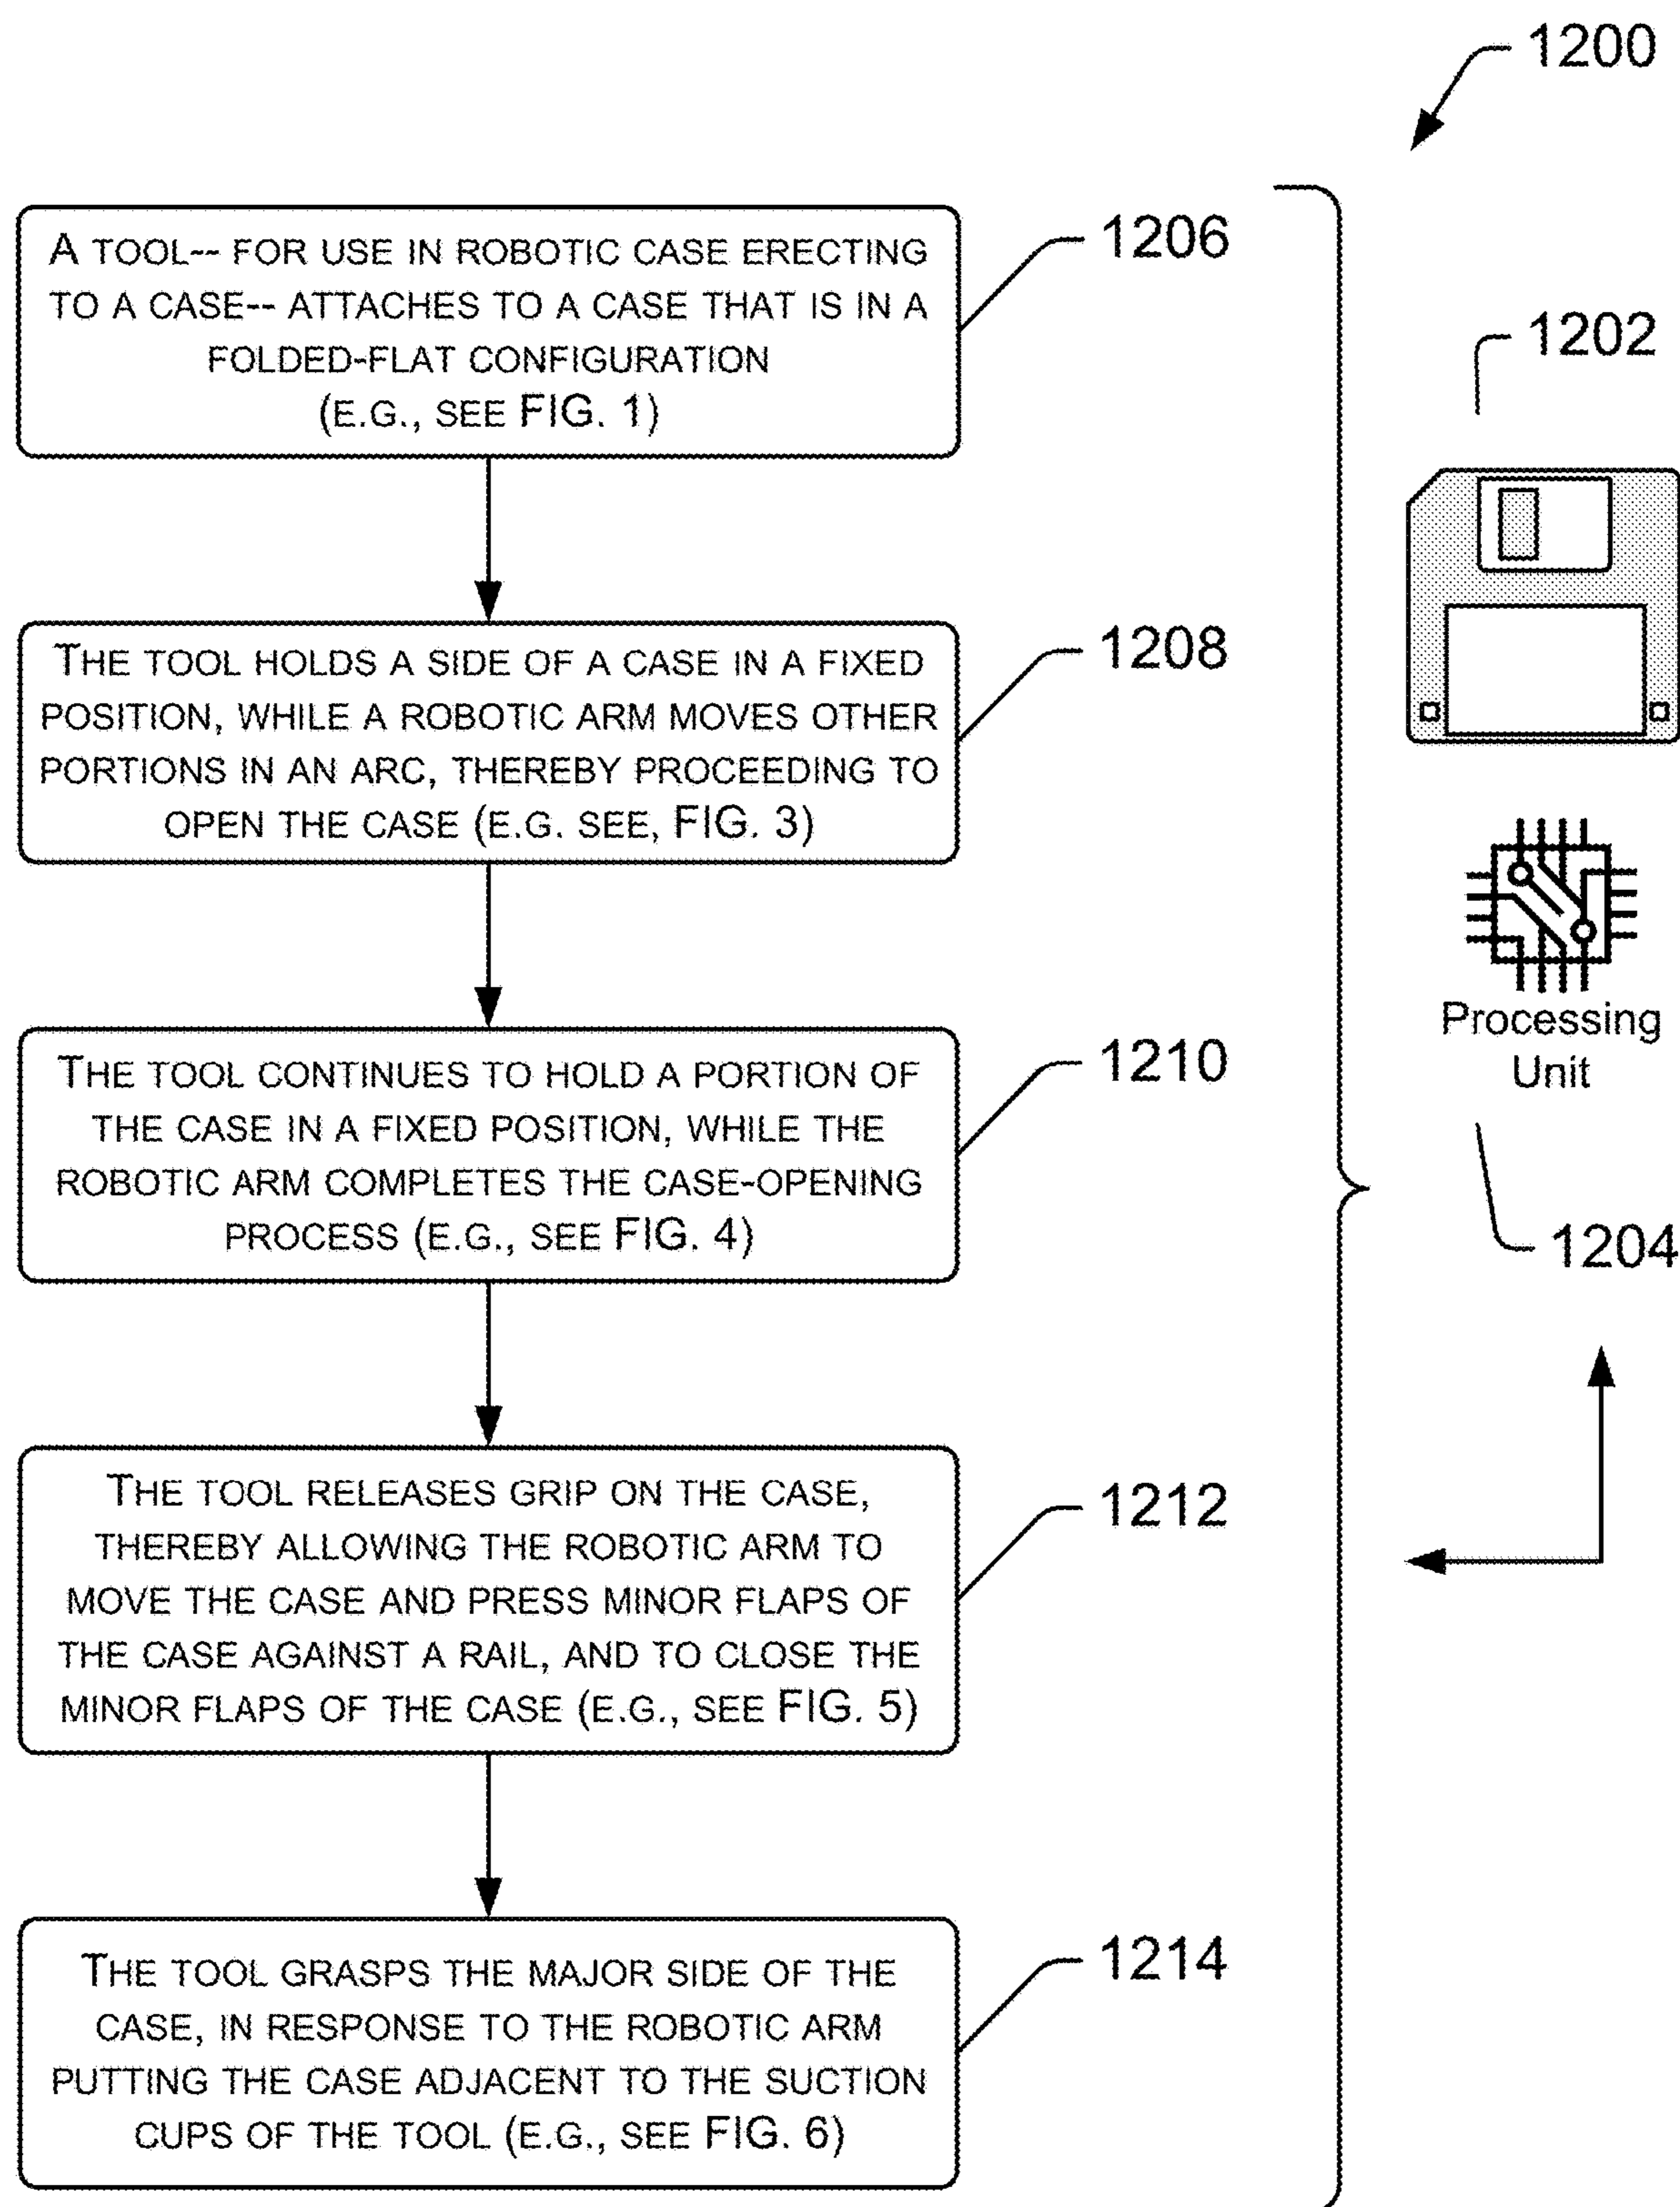 1200
A TOOL-- FOR USE IN ROBOTIC CASE ERECTING
TO A CASE-- ATTACHES TO A CASE THAT IS IN A
FOLDED-FLAT CONFIGURATION
(E.G., SEE FIG. 1)
1206
1202
THE TOOL HOLDS A SIDE OF A CASE IN A FIXED
POSITION, WHILE A ROBOTIC ARM MOVES OTHER
PORTIONS IN AN ARC, THEREBY PROCEEDING TO
OPEN THE CASE (E.G. SEE, FIG. 3)
1208
Processing
Unit
THE TOOL CONTINUES TO HOLD A PORTION OF
THE CASE IN A FIXED POSITION, WHILE THE
ROBOTIC ARM COMPLETES THE CASE-OPENING
PROCESS (E.G., SEE FIG. 4)
1210
1204
THE TOOL RELEASES GRIP ON THE CASE,
THEREBY ALLOWING THE ROBOTIC ARM TO
MOVE THE CASE AND PRESS MINOR FLAPS OF
THE CASE AGAINST A RAIL, AND TO CLOSE THE
MINOR FLAPS OF THE CASE (E.G., SEE FIG. 5)
1212
THE TOOL GRASPS THE MAJOR SIDE OF THE
CASE, IN RESPONSE TO THE ROBOTIC ARM
PUTTING THE CASE ADJACENT TO THE SUCTION
CUPS OF THE TOOL (E.G., SEE FIG. 6)
1214